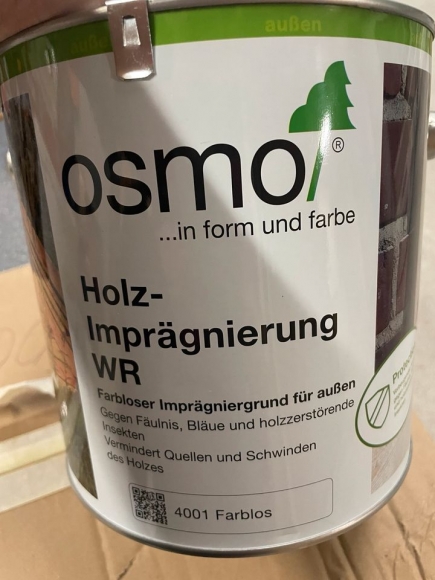 außen
osmo®
...in form und farbe
Holz-
Imprägnierung
WR
Farbloser Imprägniergrund für außen
Gegen Fäulnis, Bläue und holzzerstörende
Insekten
Vermindert Quellen und Schwinden
des Holzes
4001 Farblos